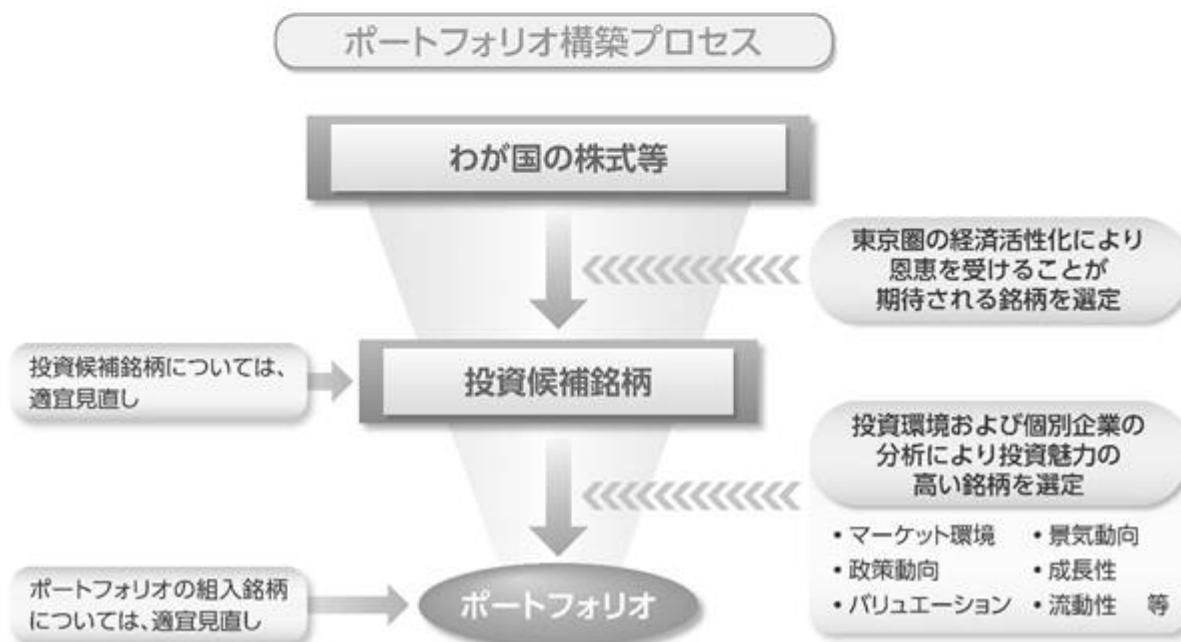 ポートフォリオ構築プロセス
わが国の株式等
東京圏の経済活性化により
恩恵を受けることが
期待される銘柄を選定
投資候補銘柄については、
適宜見直し
投資候補銘柄
投資環境および個別企業の
分析により投資魅力の
高い銘柄を選定
・マーケット環境 ・景気動向
・政策動向 ・成長性
・バリュエーション ・流動性 等
ポートフォリオの組入銘柄
については、適宜見直し
ポートフォリオ